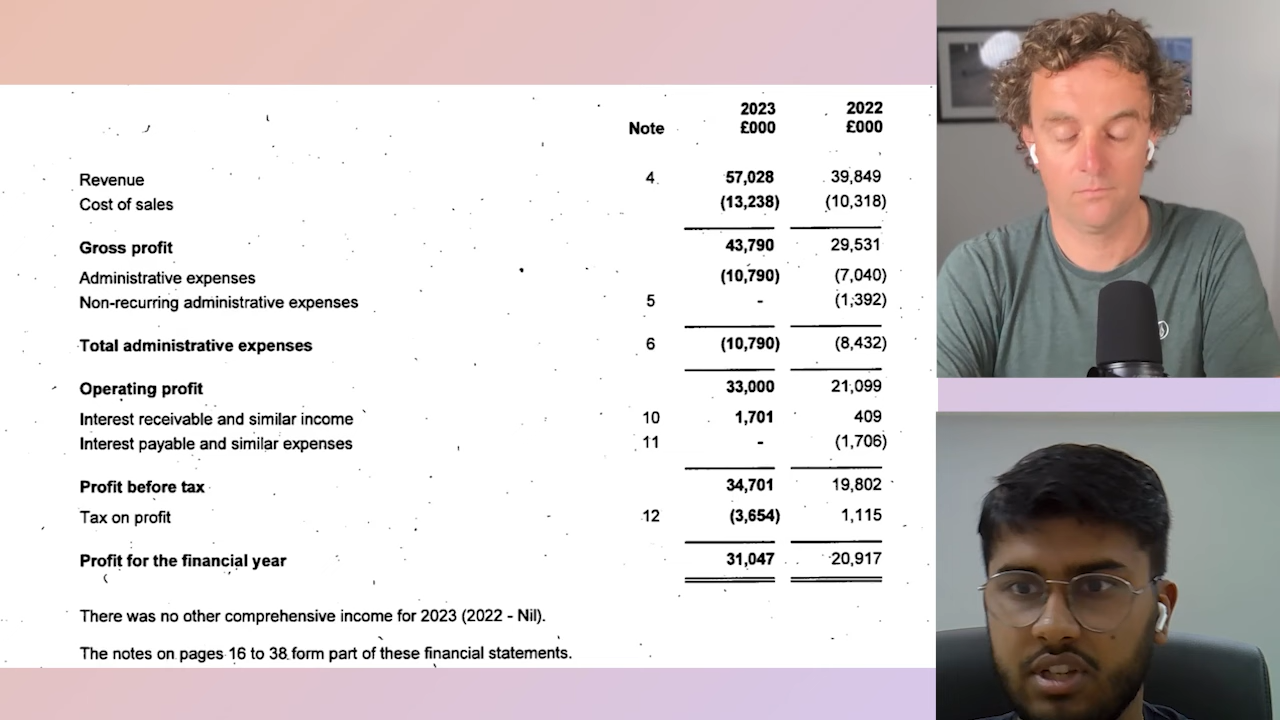 2023 2022
Note £000 £000
Revenue 4 57,028 39,849
Cost of sales (13,238) (10,318)
Gross profit 43,790 29,531
Administrative expenses (10,790) (7,040)
Non-recurring administrative expenses 5 - (1,392)
Total administrative expenses 6 (10,790) (8,432)
Operating profit 33,000 21,099
Interest receivable and similar income 10 1,701 409
Interest payable and similar expenses 11 - (1,706)
Profit before tax 34,701 19,802
Tax on profit 12 (3,654) 1,115
Profit for the financial year 31,047 20,917
There was no other comprehensive income for 2023 (2022 - Nil).
The notes on pages 16 to 38 form part of these financial statements.